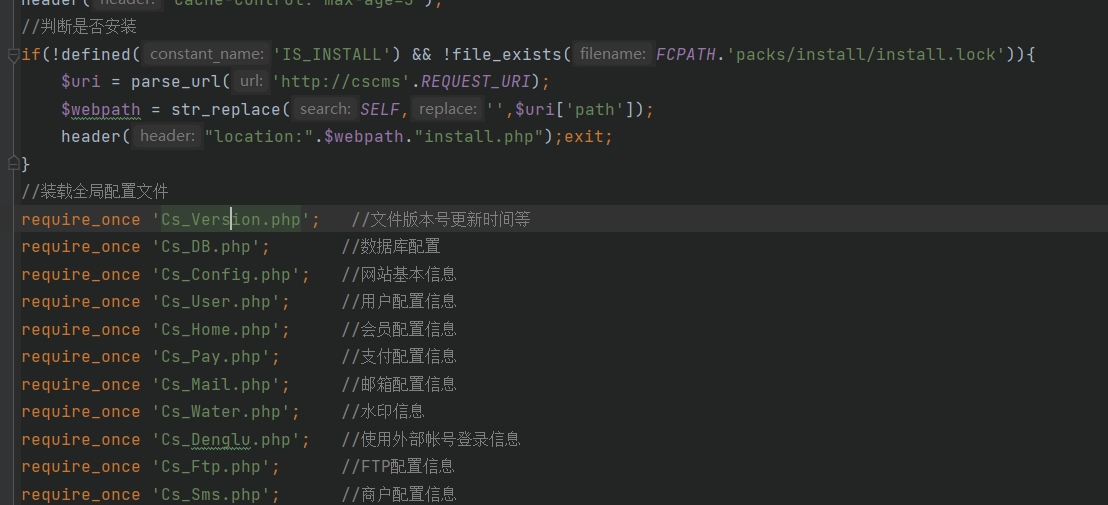 header( header: 'cache-control: max-age=5');
//判断是否安装
if(!defined( constant_name: 'IS_INSTALL') && !file_exists( filename: FCPATH.'packs/install/install.lock')){
$uri = parse_url( url: 'http://cscms'.REQUEST_URI);
$webpath = str_replace( search: SELF, replace: '',$uri['path']);
header( header: "location:".$webpath."install.php");exit;
}
//装载全局配置文件
require_once 'Cs_Version.php'; //文件版本号更新时间等
require_once 'Cs_DB.php'; //数据库配置
require_once 'Cs_Config.php'; //网站基本信息
require_once 'Cs_User.php'; //用户配置信息
require_once 'Cs_Home.php'; //会员配置信息
require_once 'Cs_Pay.php'; //支付配置信息
require_once 'Cs_Mail.php'; //邮箱配置信息
require_once 'Cs_Water.php'; //水印信息
require_once 'Cs_Denglu.php'; //使用外部帐号登录信息
require_once 'Cs_Ftp.php'; //FTP配置信息
require_once 'Cs_Sms.php'; //商户配置信息